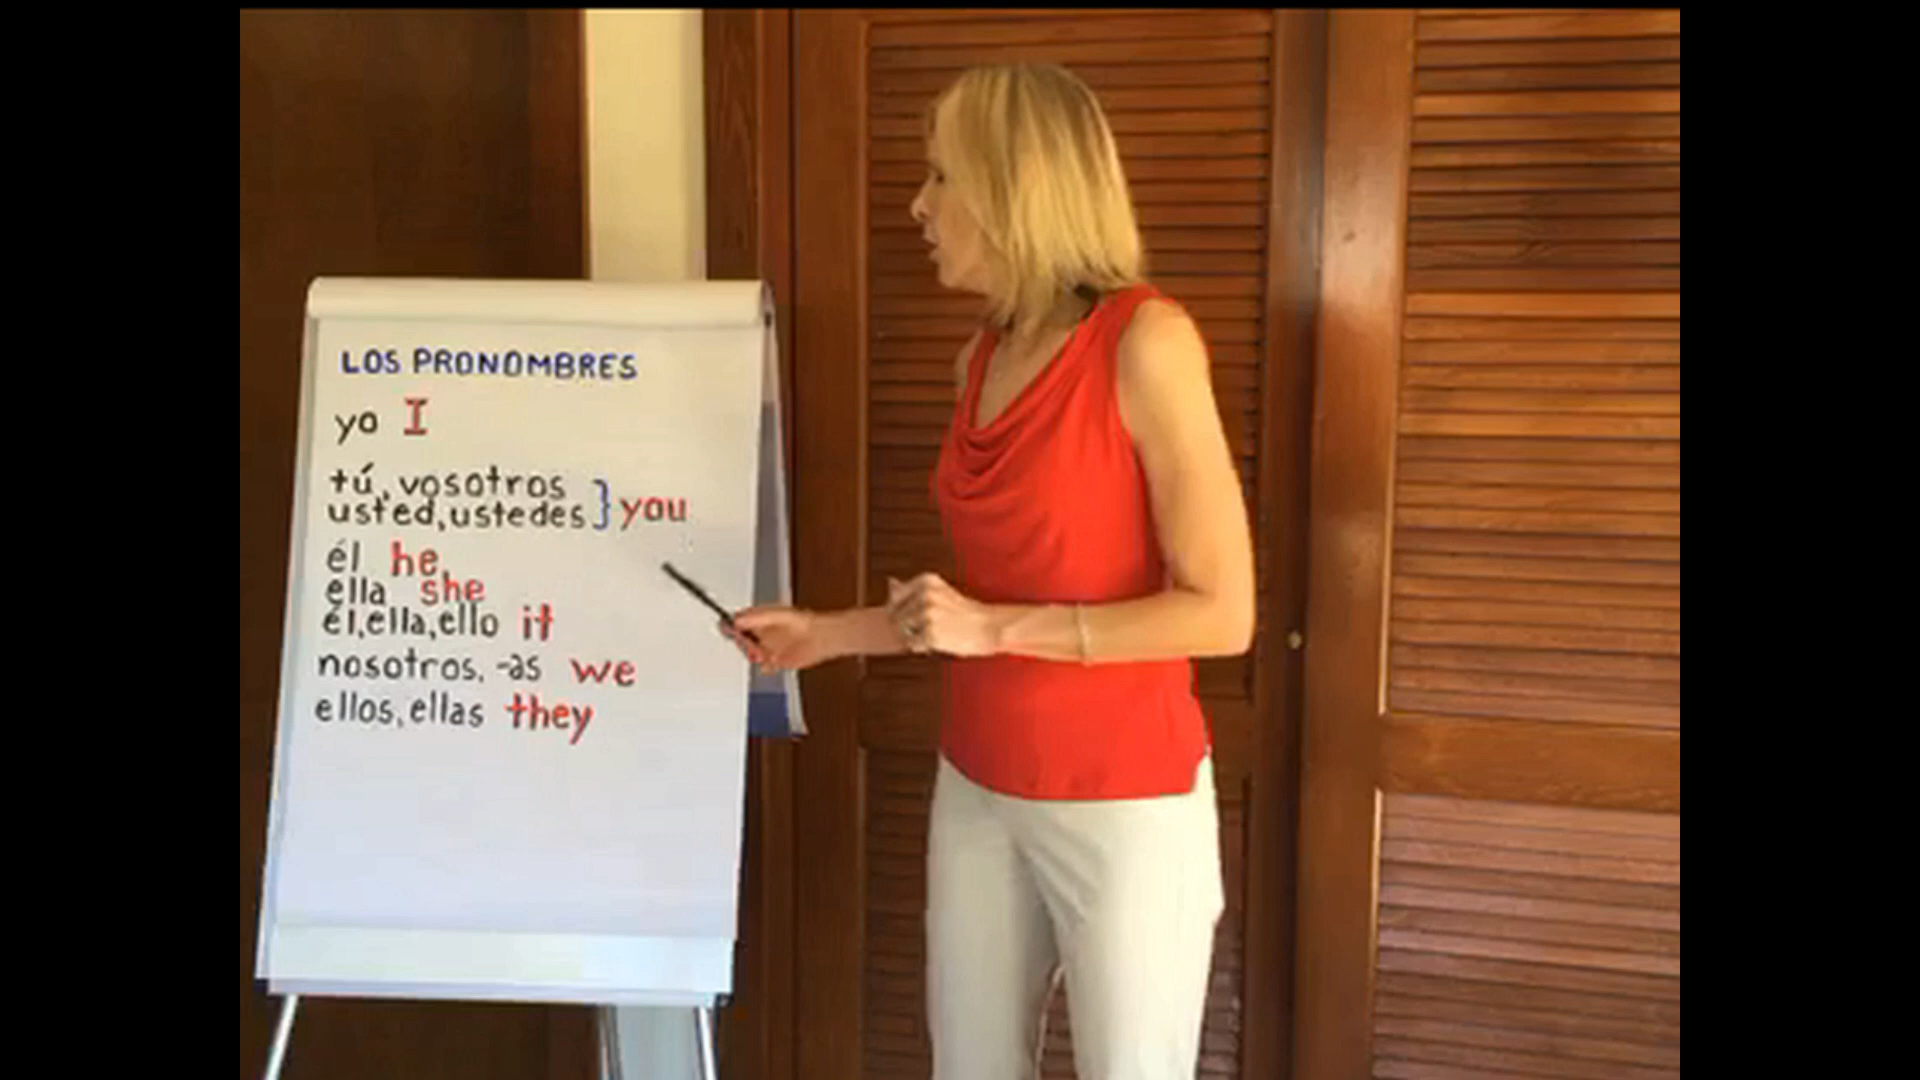 LOS PRONOMBRES
yo I
tú, vosotros
usted, ustedes } you
él he
ella she
él, ella, ello it
nosotros, -as we
ellos, ellas they